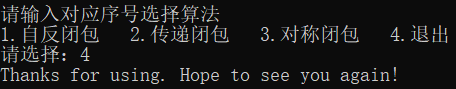 请输入对应序号选择算法
1.自反闭包  2.传递闭包  3.对称闭包  4.退出
请选择：4
Thanks for using. Hope to see you again!